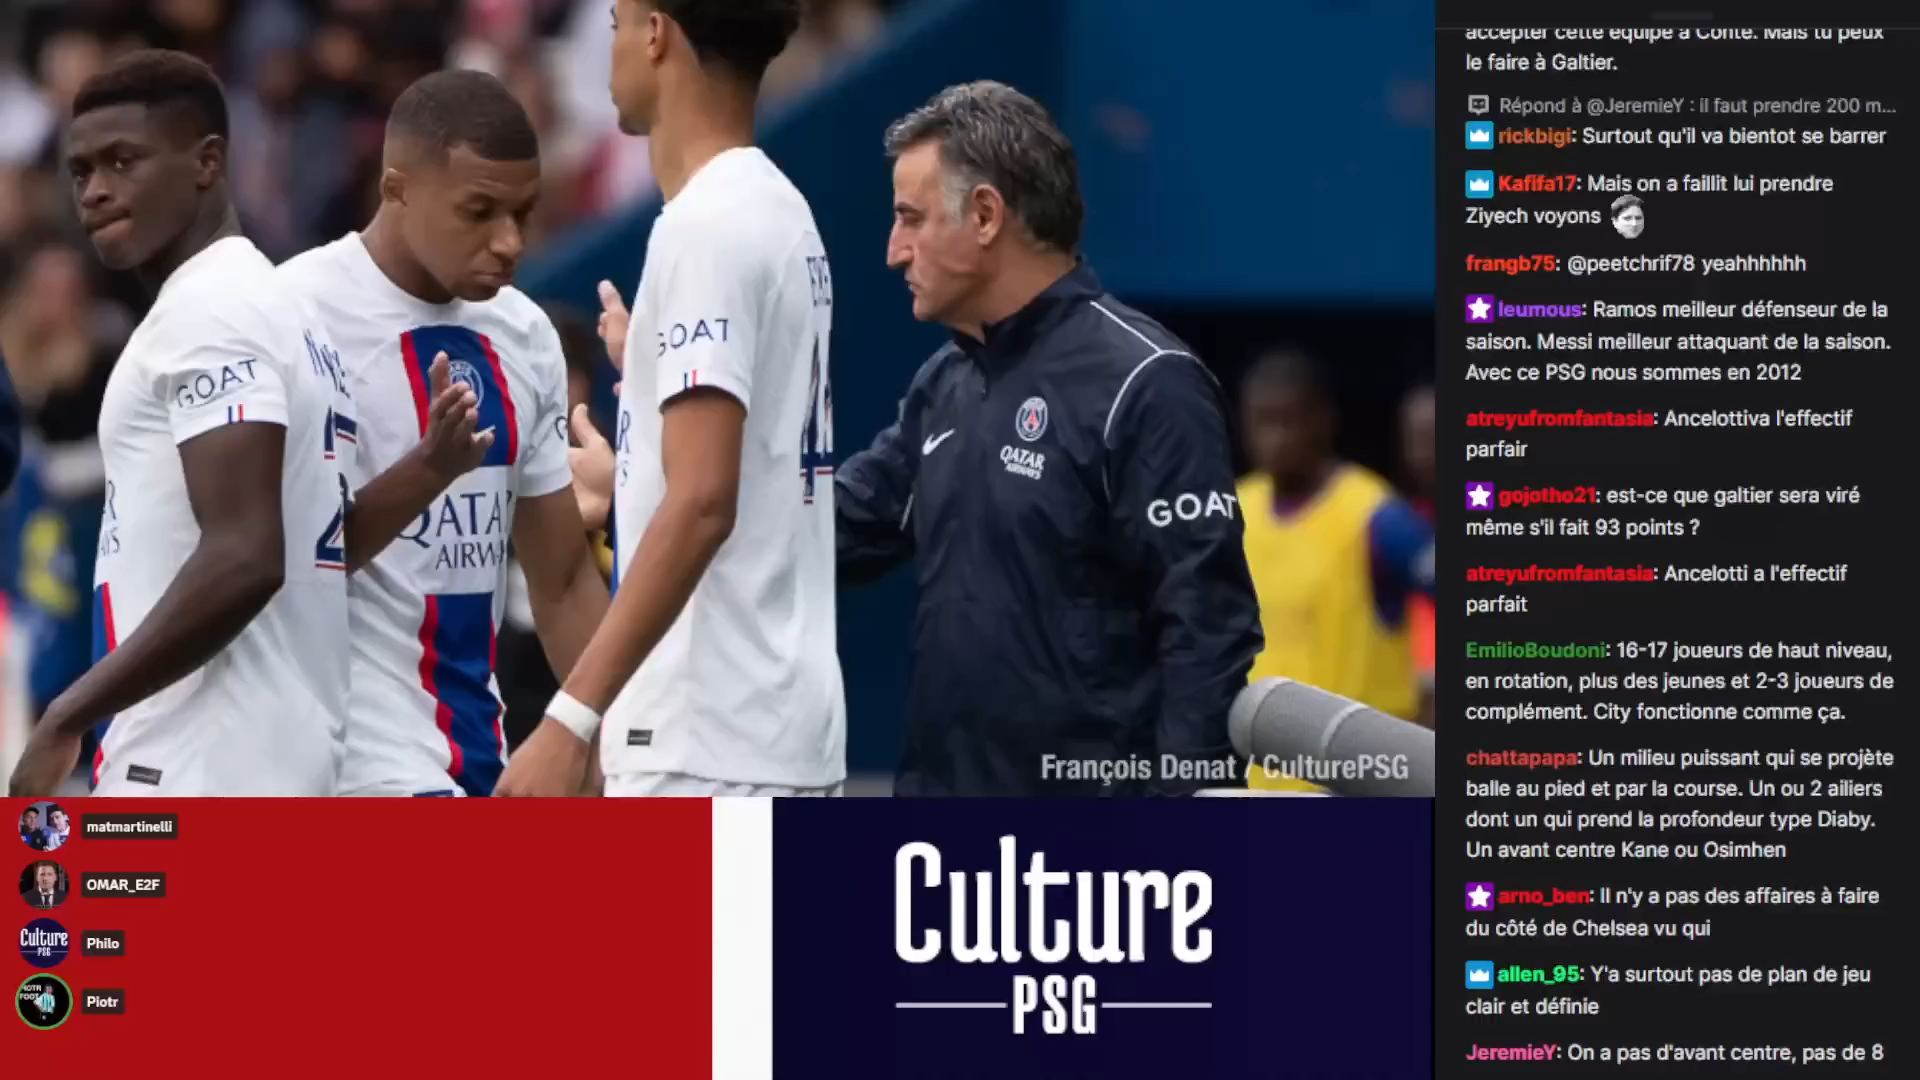 GOAT
QATAR
AIRWAYS
GOAT
QATAR
AIRWAYS
GOAT
François Denat / CulturePSG
matmartinelli
OMAR_E2F
Culture
PSG
Philo
Piotr
Culture
PSG
accepter cette équipe à Conte. Mais tu peux
le faire à Galtier.
Répond à @JeremieY : il faut prendre 200 m...
rickbigi: Surtout qu'il va bientot se barrer
Kafifa17: Mais on a faillit lui prendre
Ziyech voyons
frangb75: @peetchrif78 yeahhhhhh
leumous: Ramos meilleur défenseur de la
saison. Messi meilleur attaquant de la saison.
Avec ce PSG nous sommes en 2012
atreyufromfantasia: Ancelottiva l'effectif
parfair
gojotho21: est-ce que galtier sera viré
même s'il fait 93 points ?
atreyufromfantasia: Ancelotti a l'effectif
parfait
EmilioBoudoni: 16-17 joueurs de haut niveau,
en rotation, plus des jeunes et 2-3 joueurs de
complément. City fonctionne comme ça.
chattapapa: Un milieu puissant qui se projète
balle au pied et par la course. Un ou 2 ailiers
dont un qui prend la profondeur type Diaby.
Un avant centre Kane ou Osimhen
arno_ben: Il n'y a pas des affaires à faire
du côté de Chelsea vu qui
allen_95: Y'a surtout pas de plan de jeu
clair et définie
JeremieY: On a pas d'avant centre, pas de 8